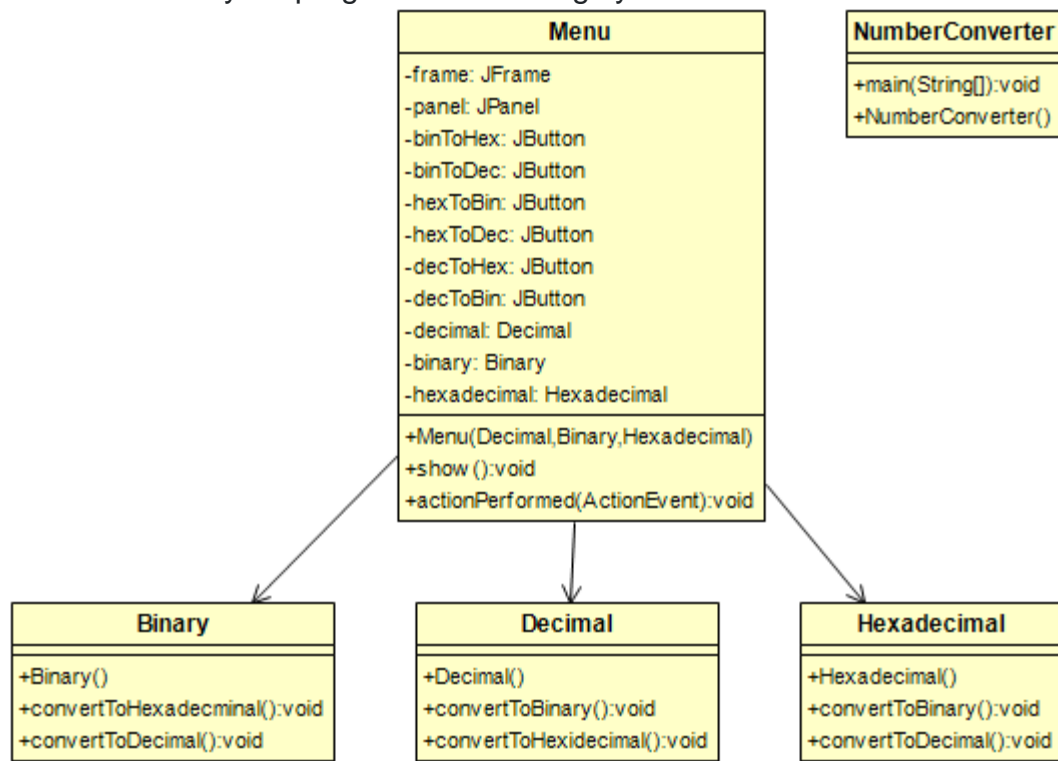 Menu
-frame: JFrame
-panel: JPanel
-binToHex: JButton
-binToDec: JButton
-hexToBin: JButton
-hexToDec: JButton
-decToHex: JButton
-decToBin: JButton
-decimal: Decimal
-binary: Binary
-hexadecimal: Hexadecimal
+Menu(Decimal,Binary,Hexadecimal)
+show ():void
+actionPerformed(ActionEvent):void
NumberConverter
+main(String[]):void
+NumberConverter()
Binary
+Binary()
+convertToHexadecminal():void
+convertToDecimal():void
Decimal
+Decimal()
+convertToBinary():void
+convertToHexidecimal():void
Hexadecimal
+Hexadecimal()
+convertToBinary():void
+convertToDecimal():void